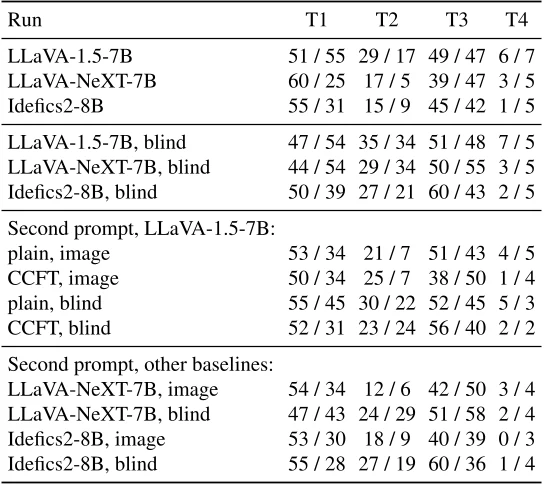 Run T1 T2 T3 T4
LLaVA-1.5-7B 51 / 55 29 / 17 49 / 47 6 / 7
LLaVA-NeXT-7B 60 / 25 17 / 5 39 / 47 3 / 5
Idefics2-8B 55 / 31 15 / 9 45 / 42 1 / 5
LLaVA-1.5-7B, blind 47 / 54 35 / 34 51 / 48 7 / 5
LLaVA-NeXT-7B, blind 44 / 54 29 / 34 50 / 55 3 / 5
Idefics2-8B, blind 50 / 39 27 / 21 60 / 43 2 / 5
Second prompt, LLaVA-1.5-7B:
plain, image 53 / 34 21 / 7 51 / 43 4 / 5
CCFT, image 50 / 34 25 / 7 38 / 50 1 / 4
plain, blind 55 / 45 30 / 22 52 / 45 5 / 3
CCFT, blind 52 / 31 23 / 24 56 / 40 2 / 2
Second prompt, other baselines:
LLaVA-NeXT-7B, image 54 / 34 12 / 6 42 / 50 3 / 4
LLaVA-NeXT-7B, blind 47 / 43 24 / 29 51 / 58 2 / 4
Idefics2-8B, image 53 / 30 18 / 9 40 / 39 0 / 3
Idefics2-8B, blind 55 / 28 27 / 19 60 / 36 1 / 4